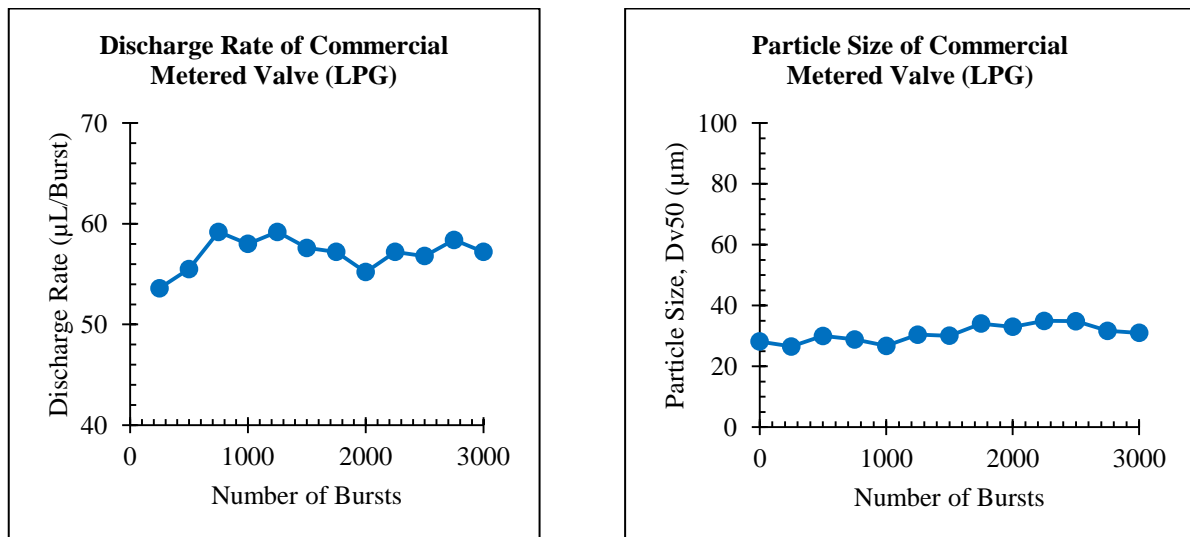 Discharge Rate of Commercial
Metered Valve (LPG)
Discharge Rate (µL/Burst)
70
60
50
40
0
1000
2000
3000
Number of Bursts
Particle Size of Commercial
Metered Valve (LPG)
Particle Size, Dv50 (µm)
100
80
60
40
20
0
0
1000
2000
3000
Number of Bursts